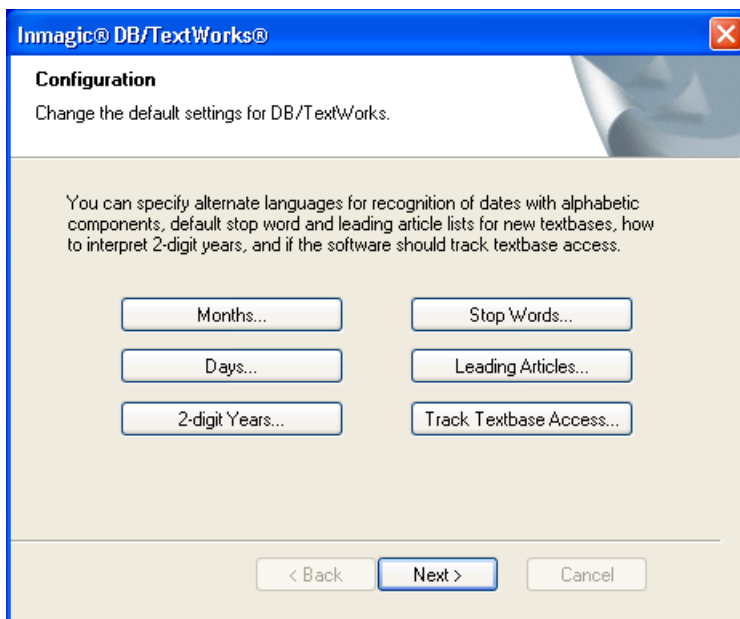 Inmagic® DB/TextWorks®
Configuration
Change the default settings for DB/TextWorks.
You can specify alternate languages for recognition of dates with alphabetic
components, default stop word and leading article lists for new textbases, how
to interpret 2-digit years, and if the software should track textbase access.
Months... Stop Words...
Days... Leading Articles...
2-digit Years... Track Textbase Access...
< Back Next > Cancel